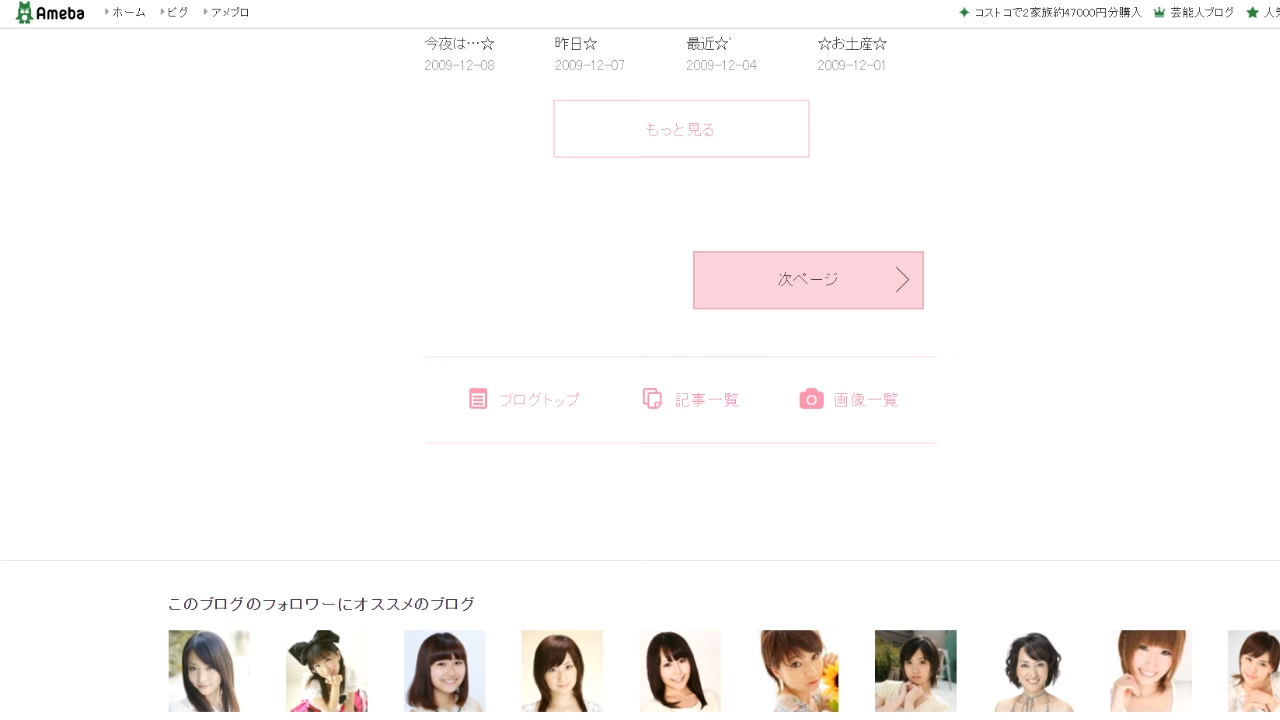 Ameba ホーム ピグ アメブロ コストコで2家族約47000円分購入 芸能人ブログ
今夜は…☆ 昨日☆ 最近☆゛ ☆お土産☆
2009-12-08 2009-12-07 2009-12-04 2009-12-01
もっと見る
次ページ
ブログトップ 記事一覧 画像一覧
このブログのフォロワーにオススメのブログ